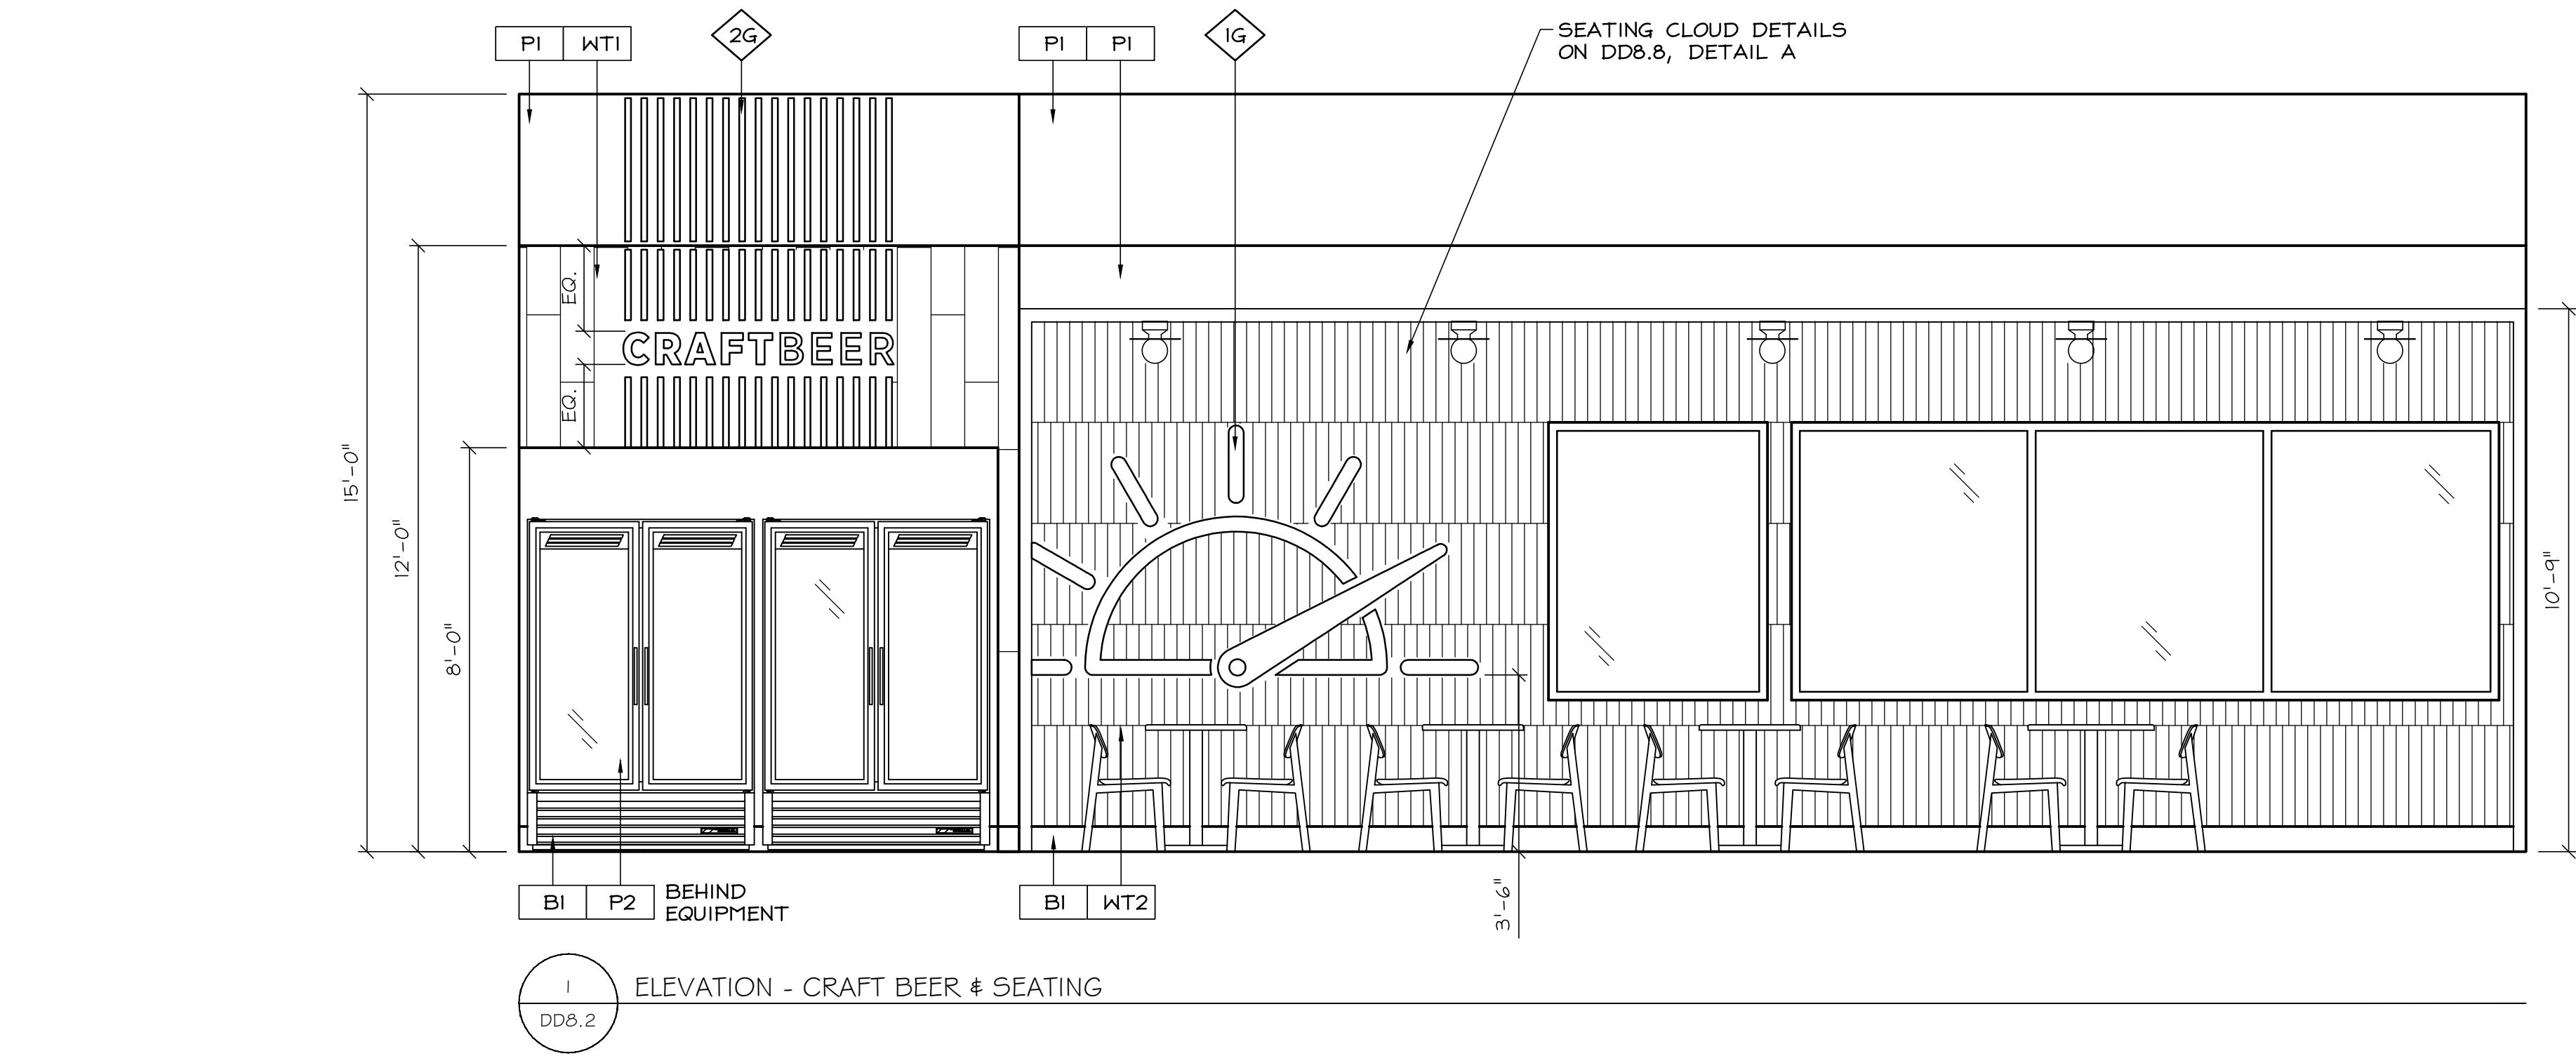 P1 WT1
2G
P1 P1
1G
SEATING CLOUD DETAILS
ON DD8.8, DETAIL A
15'-0"
12'-0"
8'-0"
EQ.
CRAFTBEER
EQ.
10'-9"
B1 P2
BEHIND
EQUIPMENT
B1 WT2
3'-6"
1
DD8.2
ELEVATION - CRAFT BEER & SEATING